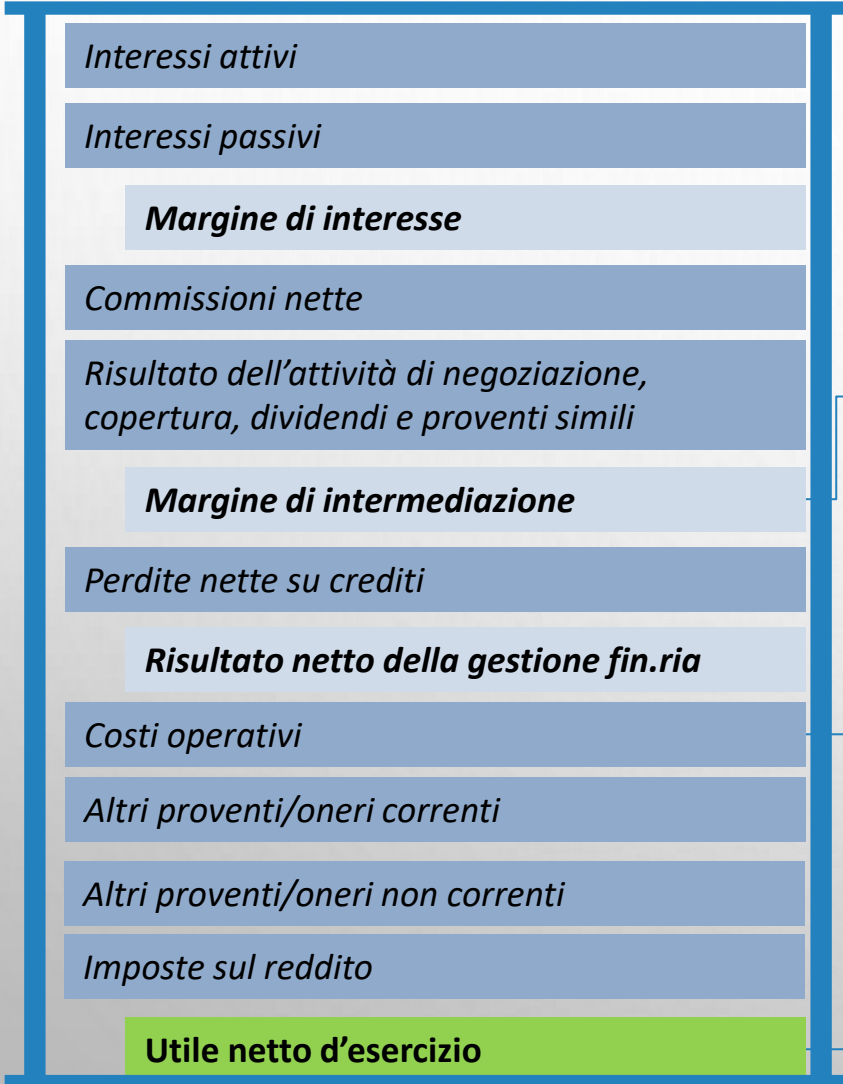 Interessi attivi
Interessi passivi
Margine di interesse
Commissioni nette
Risultato dell’attività di negoziazione,
copertura, dividendi e proventi simili
Margine di intermediazione
Perdite nette su crediti
Risultato netto della gestione fin.ria
Costi operativi
Altri proventi/oneri correnti
Altri proventi/oneri non correnti
Imposte sul reddito
Utile netto d’esercizio